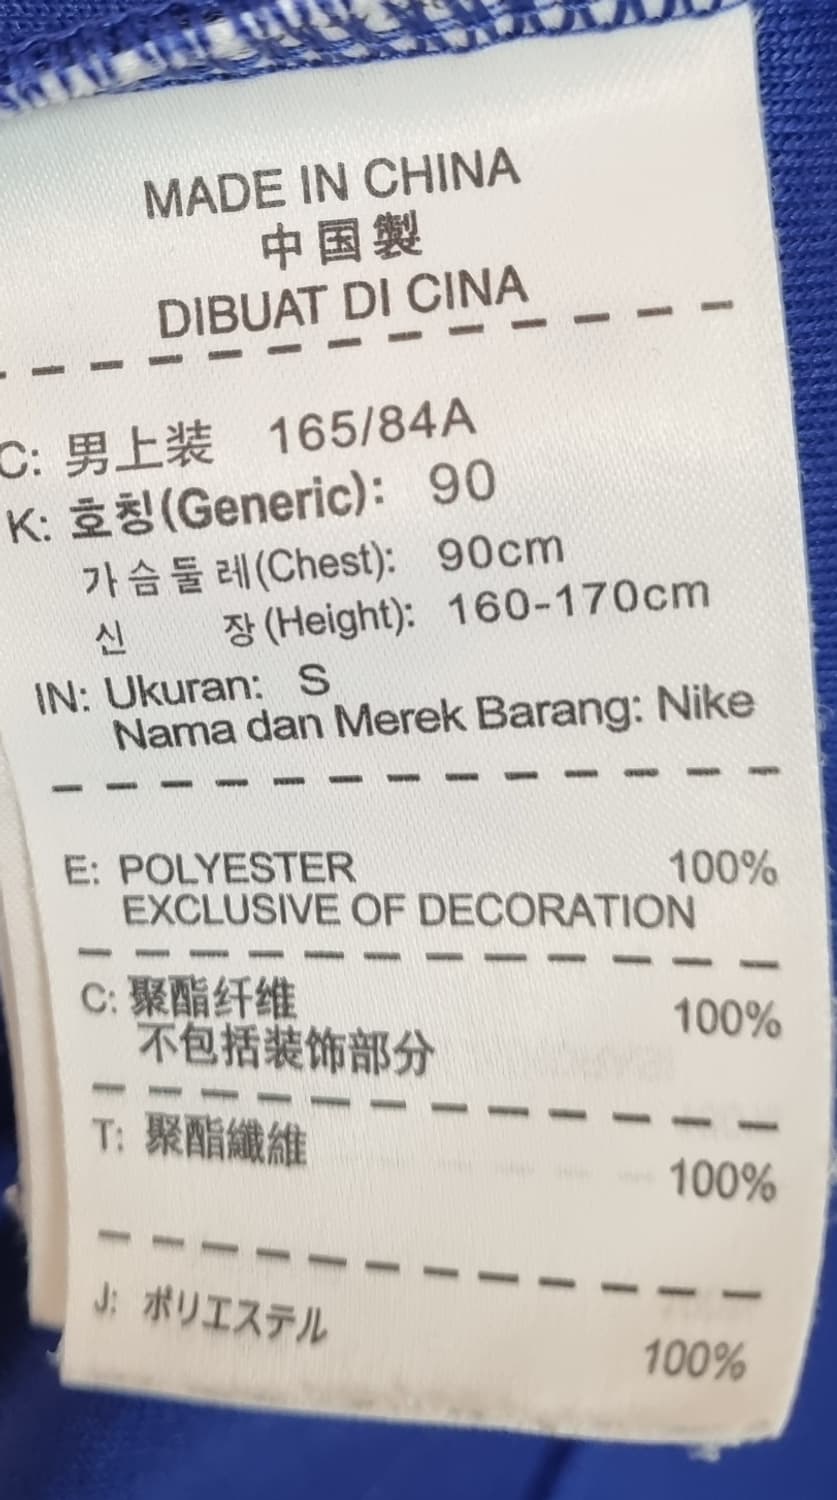 MADE IN CHINA
中国製
DIBUAT DI CINA
C: 男上装 165/84A
K: 호칭(Generic): 90
가슴둘레(Chest): 90cm
신 장(Height): 160-170cm
IN: Ukuran: S
Nama dan Merek Barang: Nike
E: POLYESTER 100%
EXCLUSIVE OF DECORATION
C: 聚酯纤维 100%
不包括装饰部分
T: 聚酯纖維 100%
J: ポリエステル 100%